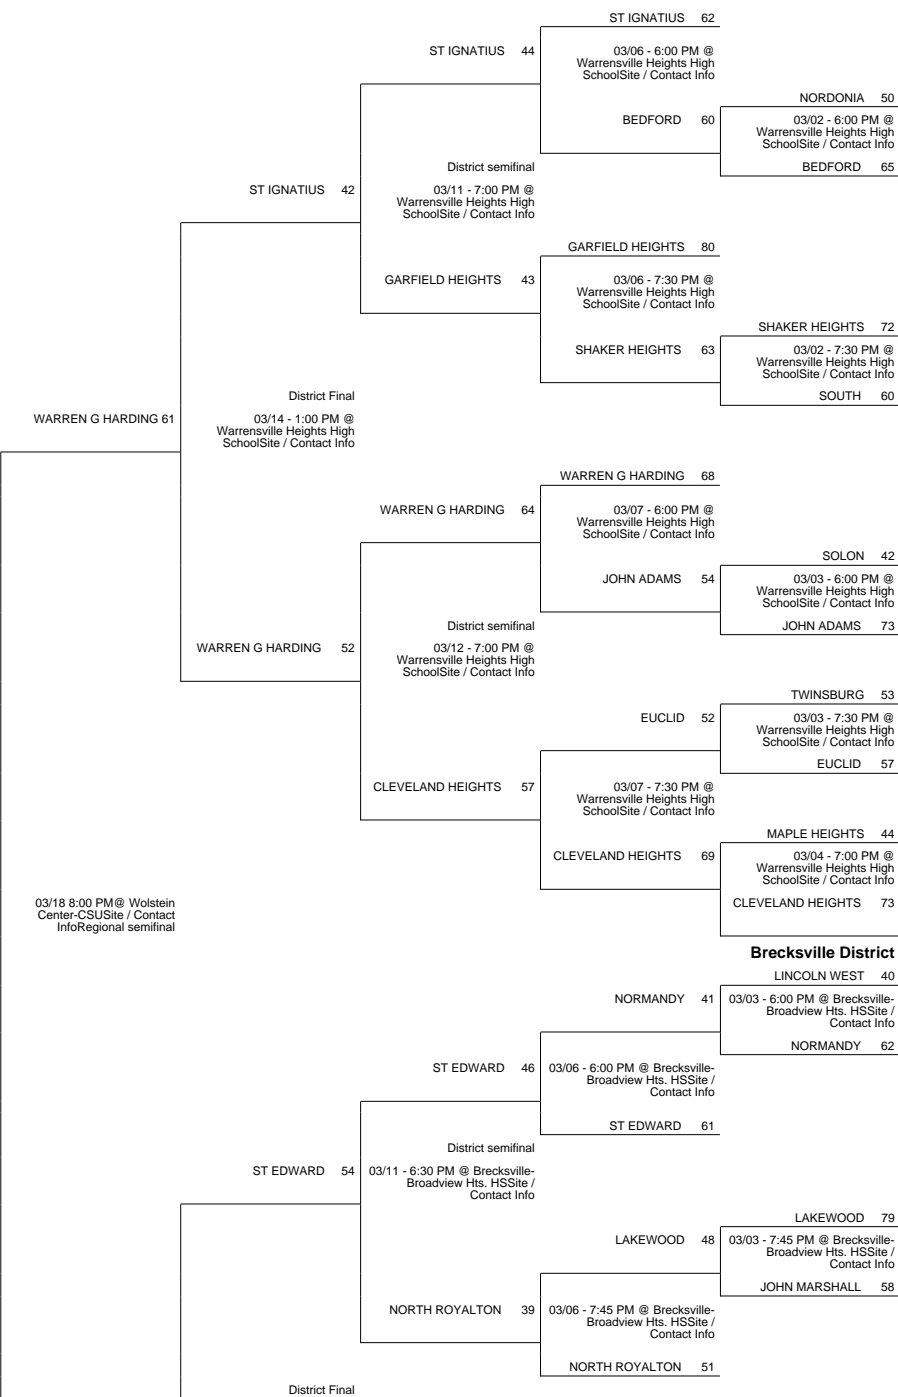 ST IGNATIUS 62
ST IGNATIUS 44
03/06 - 6:00 PM @
Warrensville Heights High
SchoolSite / Contact Info
NORDONIA 50
BEDFORD 60
03/02 - 6:00 PM @
Warrensville Heights High
SchoolSite / Contact Info
District semifinal
BEDFORD 65
ST IGNATIUS 42
03/11 - 7:00 PM @
Warrensville Heights High
SchoolSite / Contact Info
GARFIELD HEIGHTS 80
GARFIELD HEIGHTS 43
03/06 - 7:30 PM @
Warrensville Heights High
SchoolSite / Contact Info
SHAKER HEIGHTS 72
SHAKER HEIGHTS 63
03/02 - 7:30 PM @
Warrensville Heights High
SchoolSite / Contact Info
District Final
SOUTH 60
WARREN G HARDING 61
03/14 - 1:00 PM @
Warrensville Heights High
SchoolSite / Contact Info
WARREN G HARDING 68
WARREN G HARDING 64
03/07 - 6:00 PM @
Warrensville Heights High
SchoolSite / Contact Info
SOLON 42
JOHN ADAMS 54
03/03 - 6:00 PM @
Warrensville Heights High
SchoolSite / Contact Info
District semifinal
JOHN ADAMS 73
WARREN G HARDING 52
03/12 - 7:00 PM @
Warrensville Heights High
SchoolSite / Contact Info
TWINSBURG 53
EUCLID 52
03/03 - 7:30 PM @
Warrensville Heights High
SchoolSite / Contact Info
EUCLID 57
CLEVELAND HEIGHTS 57
03/07 - 7:30 PM @
Warrensville Heights High
SchoolSite / Contact Info
MAPLE HEIGHTS 44
CLEVELAND HEIGHTS 69
03/04 - 7:00 PM @
Warrensville Heights High
SchoolSite / Contact Info
03/18 8:00 PM@ Wolstein
Center-CSUSite / Contact
InfoRegional semifinal
CLEVELAND HEIGHTS 73
Brecksville District
LINCOLN WEST 40
NORMANDY 41
03/03 - 6:00 PM @ Brecksville-
Broadview Hts. HSSite /
Contact Info
NORMANDY 62
ST EDWARD 46
03/06 - 6:00 PM @ Brecksville-
Broadview Hts. HSSite /
Contact Info
ST EDWARD 61
District semifinal
ST EDWARD 54
03/11 - 6:30 PM @ Brecksville-
Broadview Hts. HSSite /
Contact Info
LAKEWOOD 79
LAKEWOOD 48
03/03 - 7:45 PM @ Brecksville-
Broadview Hts. HSSite /
Contact Info
JOHN MARSHALL 58
NORTH ROYALTON 39
03/06 - 7:45 PM @ Brecksville-
Broadview Hts. HSSite /
Contact Info
NORTH ROYALTON 51
District Final